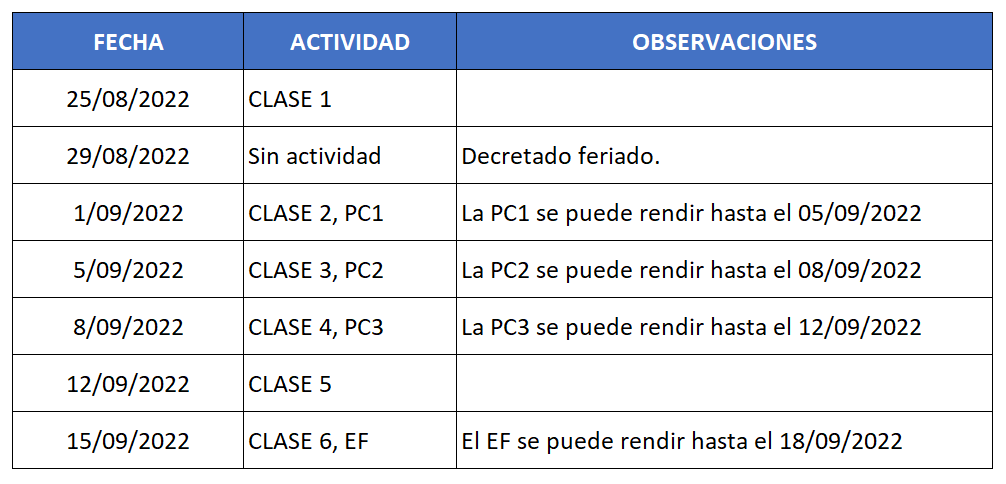 FECHA ACTIVIDAD OBSERVACIONES
25/08/2022 CLASE 1
29/08/2022 Sin actividad Decretado feriado.
1/09/2022 CLASE 2, PC1 La PC1 se puede rendir hasta el 05/09/2022
5/09/2022 CLASE 3, PC2 La PC2 se puede rendir hasta el 08/09/2022
8/09/2022 CLASE 4, PC3 La PC3 se puede rendir hasta el 12/09/2022
12/09/2022 CLASE 5
15/09/2022 CLASE 6, EF El EF se puede rendir hasta el 18/09/2022